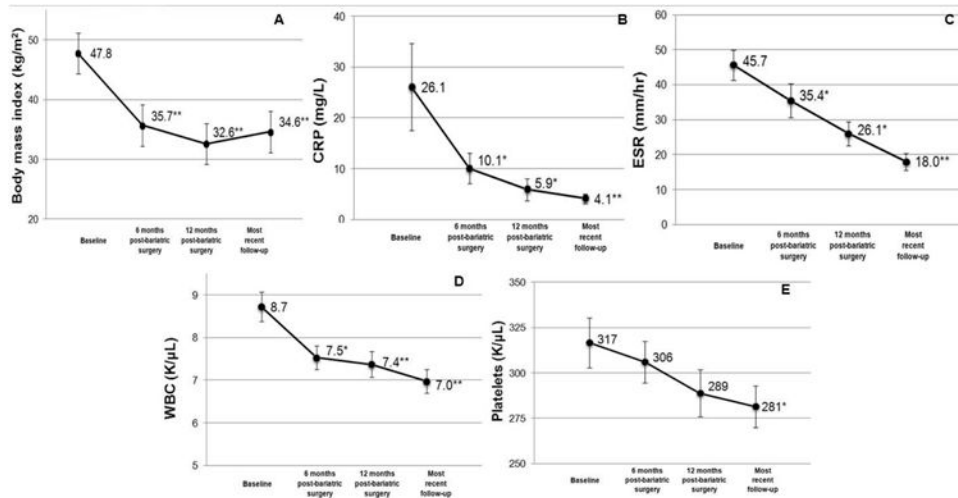 A
Body mass index (kg/m²)
50
40
30
20
47.8
35.7**
32.6**
34.6**
Baseline
6 months
post-bariatric
surgery
12 months
post-bariatric
surgery
Most
recent
follow-up
B
CRP (mg/L)
40
30
20
10
0
26.1
10.1*
5.9*
4.1**
Baseline
6 months
post-bariatric
surgery
12 months
post-bariatric
surgery
Most
recent
follow-up
C
ESR (mm/hr)
60
50
40
30
20
10
0
45.7
35.4*
26.1*
18.0**
Baseline
6 months
post-bariatric
surgery
12 months
post-bariatric
surgery
Most
recent
follow-up
D
WBC (K/µL)
9
8
7
6
5
8.7
7.5*
7.4**
7.0**
Baseline
6 months
post-bariatric
surgery
12 months
post-bariatric
surgery
Most
recent
follow-up
E
Platelets (K/µL)
350
325
300
275
250
317
306
289
281*
Baseline
6 months
post-bariatric
surgery
12 months
post-bariatric
surgery
Most
recent
follow-up